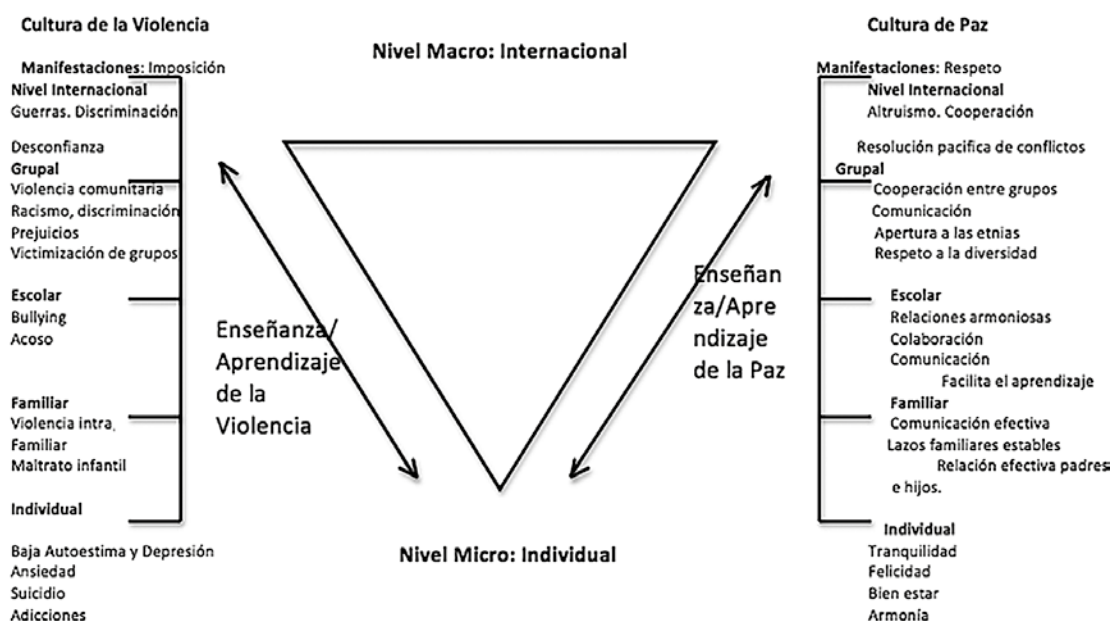 Cultura de la Violencia
Manifestaciones: Imposición
Nivel Internacional
Guerras. Discriminación
Desconfianza
Grupal
Violencia comunitaria
Racismo, discriminación
Prejuicios
Victimización de grupos
Escolar
Bullying
Acoso
Familiar
Violencia intra,
Familiar
Maltrato infantil
Individual
Baja Autoestima y Depresión
Ansiedad
Suicidio
Adicciones
Nivel Macro: Internacional
Enseñanza/
Aprendizaje
de la
Violencia
Enseñan
za/Apre
ndizaje
de la Paz
Nivel Micro: Individual
Cultura de Paz
Manifestaciones: Respeto
Nivel Internacional
Altruismo. Cooperación
Resolución pacifica de conflictos
Grupal
Cooperación entre grupos
Comunicación
Apertura a las etnias
Respeto a la diversidad
Escolar
Relaciones armoniosas
Colaboración
Comunicación
Facilita el aprendizaje
Familiar
Comunicación efectiva
Lazos familiares estables
Relación efectiva padres
e hijos.
Individual
Tranquilidad
Felicidad
Bien estar
Armonía